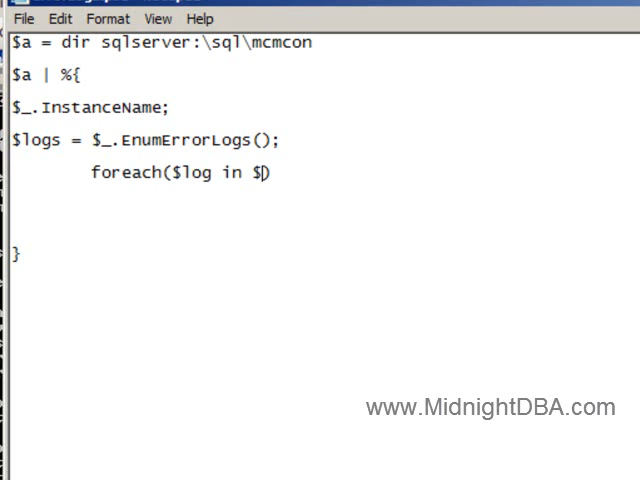 File Edit Format View Help
$a = dir sqlserver:\sql\mcmcon
$a | %{
$_.InstanceName;
$logs = $_.EnumErrorLogs();
foreach($log in $)
}
www.MidnightDBA.com